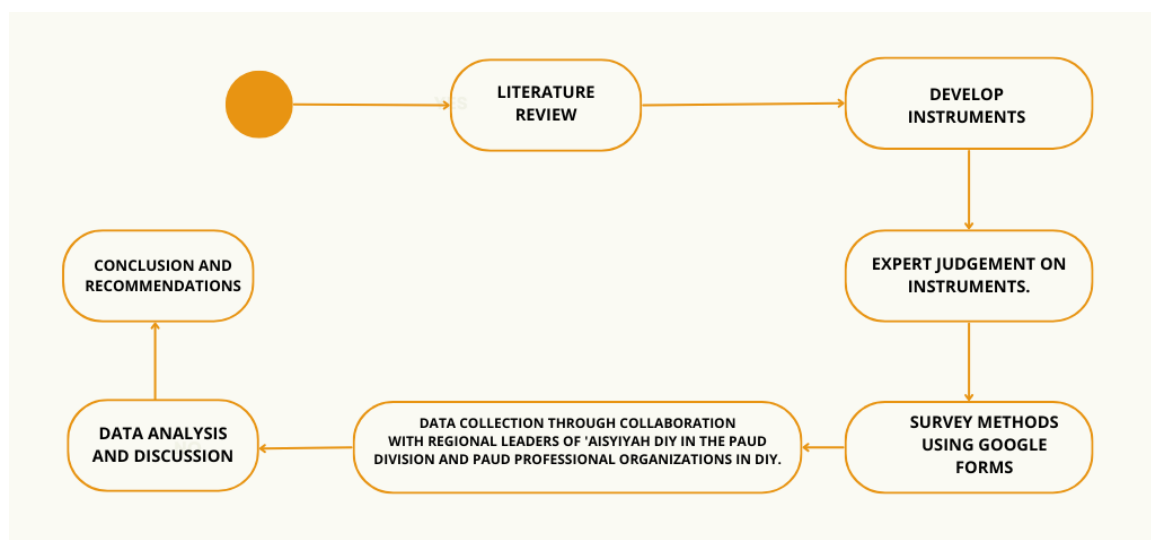 LITERATURE
REVIEW
DEVELOP
INSTRUMENTS
EXPERT JUDGEMENT ON
INSTRUMENTS.
SURVEY METHODS
USING GOOGLE
FORMS
DATA COLLECTION THROUGH COLLABORATION
WITH REGIONAL LEADERS OF 'AISYIYAH DIY IN THE PAUD
DIVISION AND PAUD PROFESSIONAL ORGANIZATIONS IN DIY.
DATA ANALYSIS
AND DISCUSSION
CONCLUSION AND
RECOMMENDATIONS